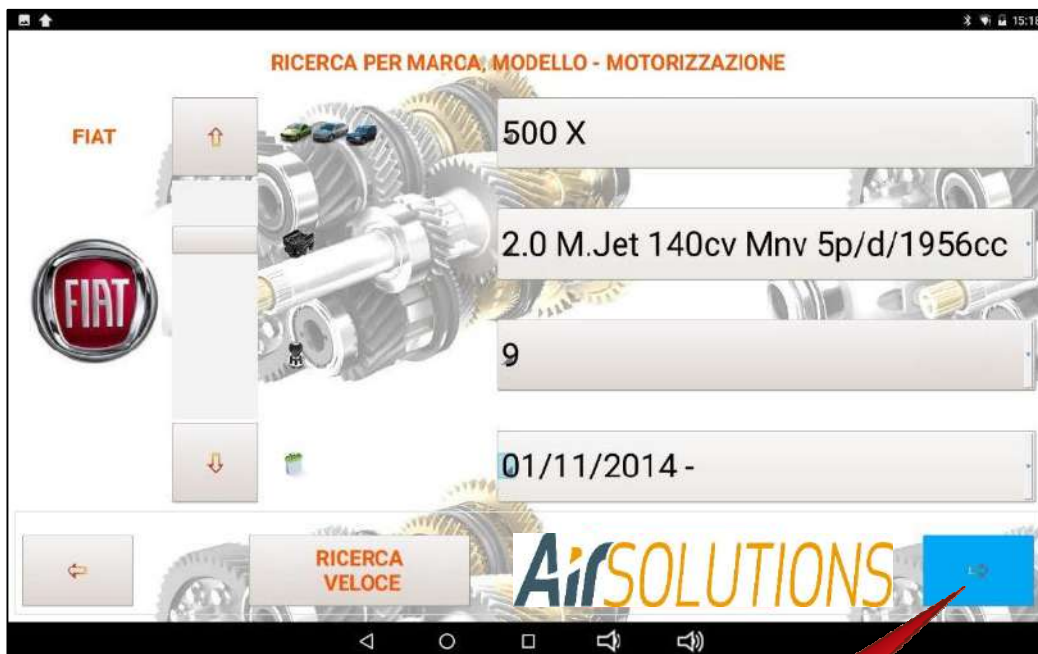 15:18
RICERCA PER MARCA, MODELLO - MOTORIZZAZIONE
FIAT
500 X
FIAT
2.0 M.Jet 140cv Mnv 5p/d/1956cc
9
01/11/2014 -
RICERCA
VELOCE
AirSOLUTIONS